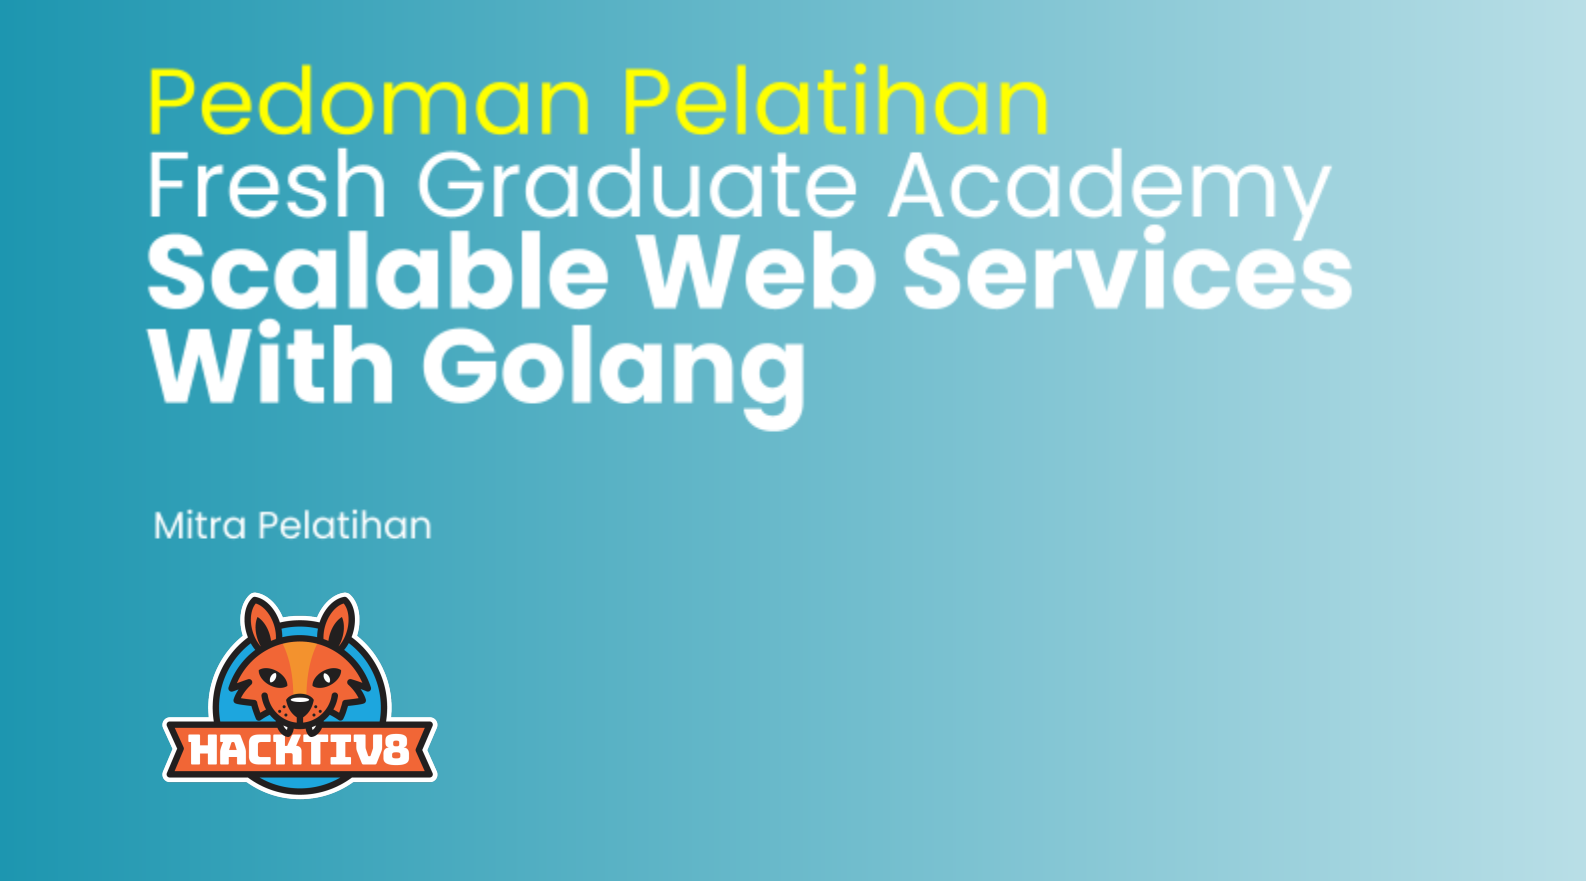 Pedoman Pelatihan
Fresh Graduate Academy
Scalable Web Services
With Golang
Mitra Pelatihan
HACKTIV8